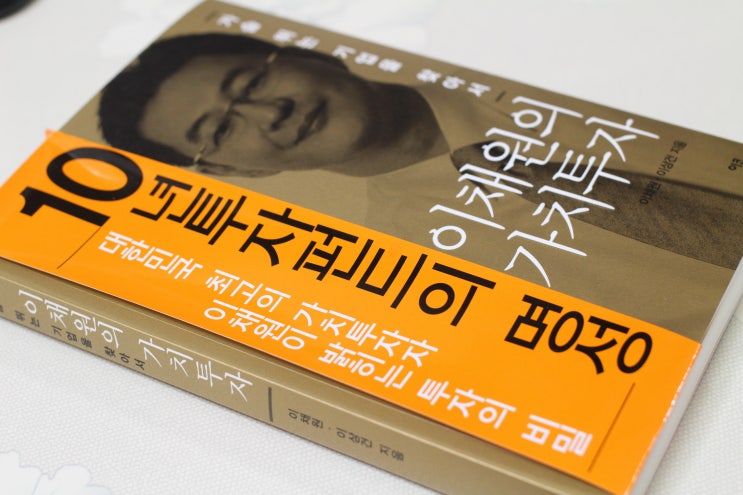 가슴 뛰는 기업을 찾아서
이채원의
가치투자
이채원 이상건 지음
이콘
10년투자펀드의 명성
대한민국 최고의 가치투자자
이채원이 밝히는 투자의 비밀
뛰는 기업을 찾아서
이채원의 가치투자
이채원·이상건 지음